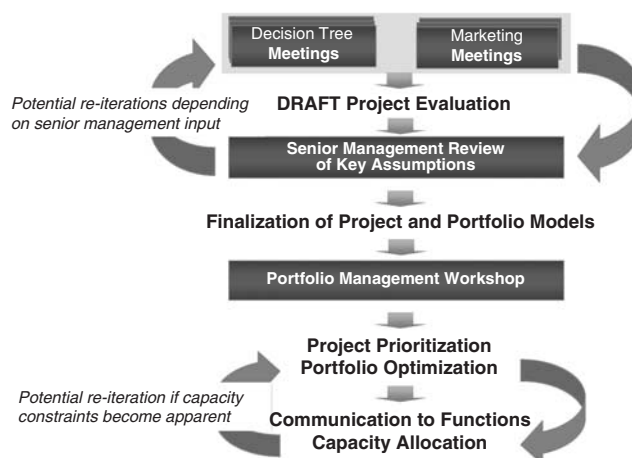 Decision Tree
Meetings
Marketing
Meetings
Potential re-iterations depending
on senior management input
DRAFT Project Evaluation
Senior Management Review
of Key Assumptions
Finalization of Project and Portfolio Models
Portfolio Management Workshop
Project Prioritization
Portfolio Optimization
Potential re-iteration if capacity
constraints become apparent
Communication to Functions
Capacity Allocation